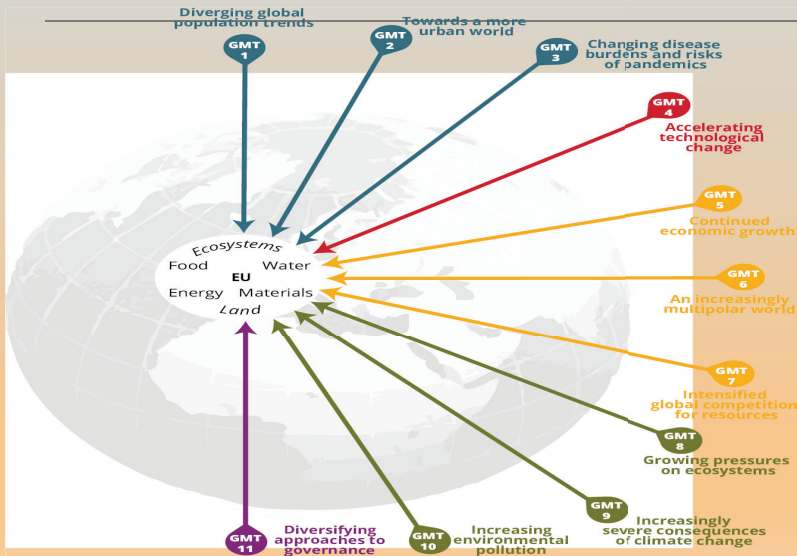 Diverging global
population trends
GMT
1
Towards a more
urban world
GMT
2
Changing disease
burdens and risks
of pandemics
GMT
3
GMT
4
Accelerating
technological
change
GMT
5
Continued
economic growth?
GMT
6
An increasingly
multipolar world
GMT
7
Intensified
global competition
for resources
GMT
8
Growing pressures
on ecosystems
GMT
9
Increasingly
severe consequences
of climate change
GMT
10
Increasing
environmental
pollution
GMT
11
Diversifying
approaches to
governance
Ecosystems
Food Water
EU
Energy Materials
Land